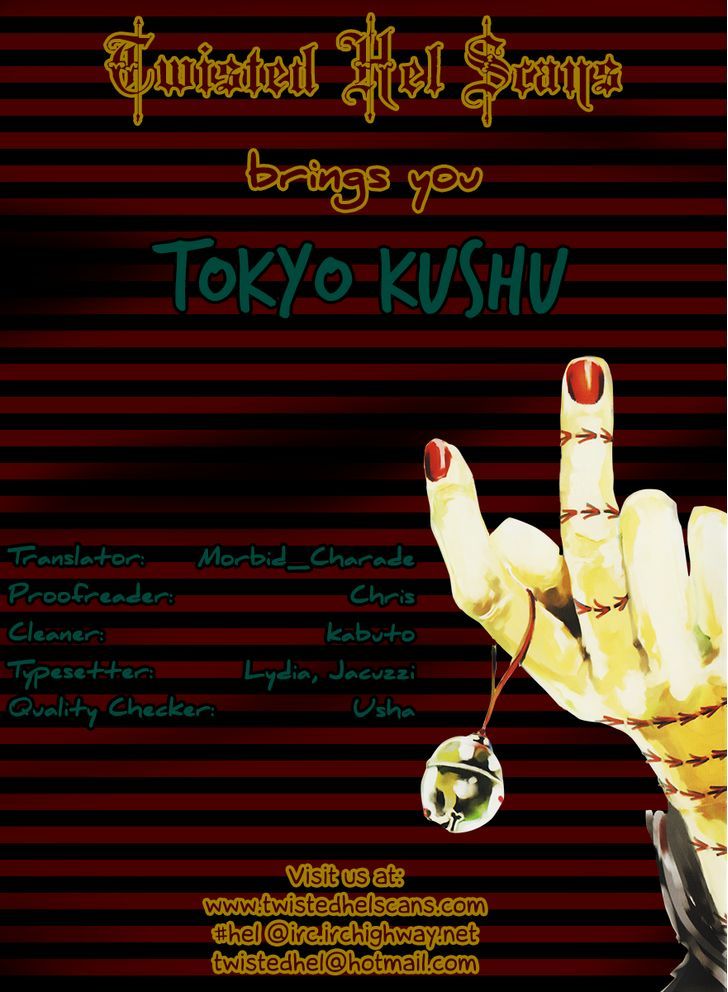 Twisted Hel Scans
brings you
TOKYO KUSHU
Translator: Morbid_Charade
Proofreader: Chris
Cleaner: kabuto
Typesetter: Lydia, Jacuzzi
Quality Checker: Usha
Visit us at:
www.twistedhelscans.com
#hel @irc.irchighway.net
twistedhel@hotmail.com